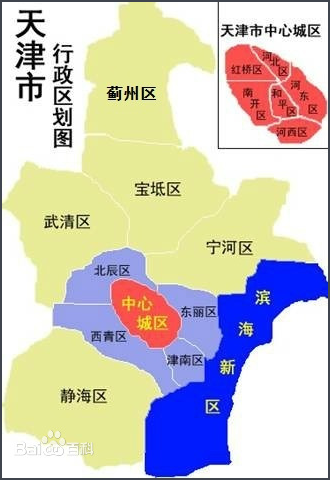 天津市
行政区划图
天津市中心城区
红桥区
河北区
南开区
和平区
河东区
河西区
蓟州区
宝坻区
武清区
宁河区
北辰区
中心
城区
东丽区
西青区
津南区
静海区
滨海新区
Baidu百科